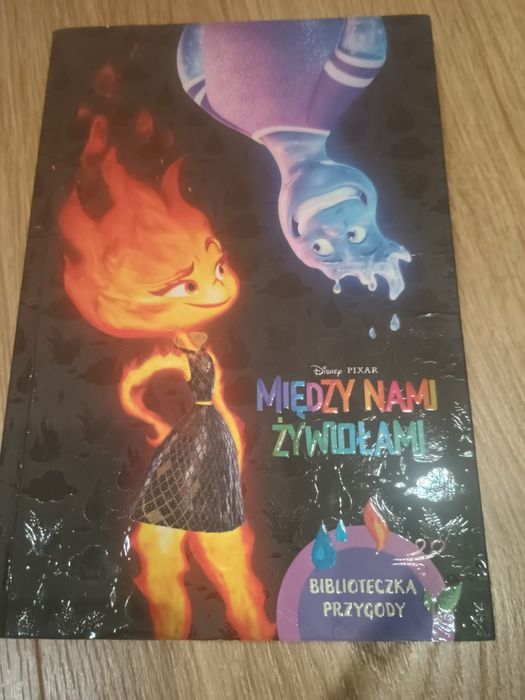 Disney PIXAR
MIĘDZY NAMI
ŻYWIOŁAMI
BIBLIOTECZKA
PRZYGODY